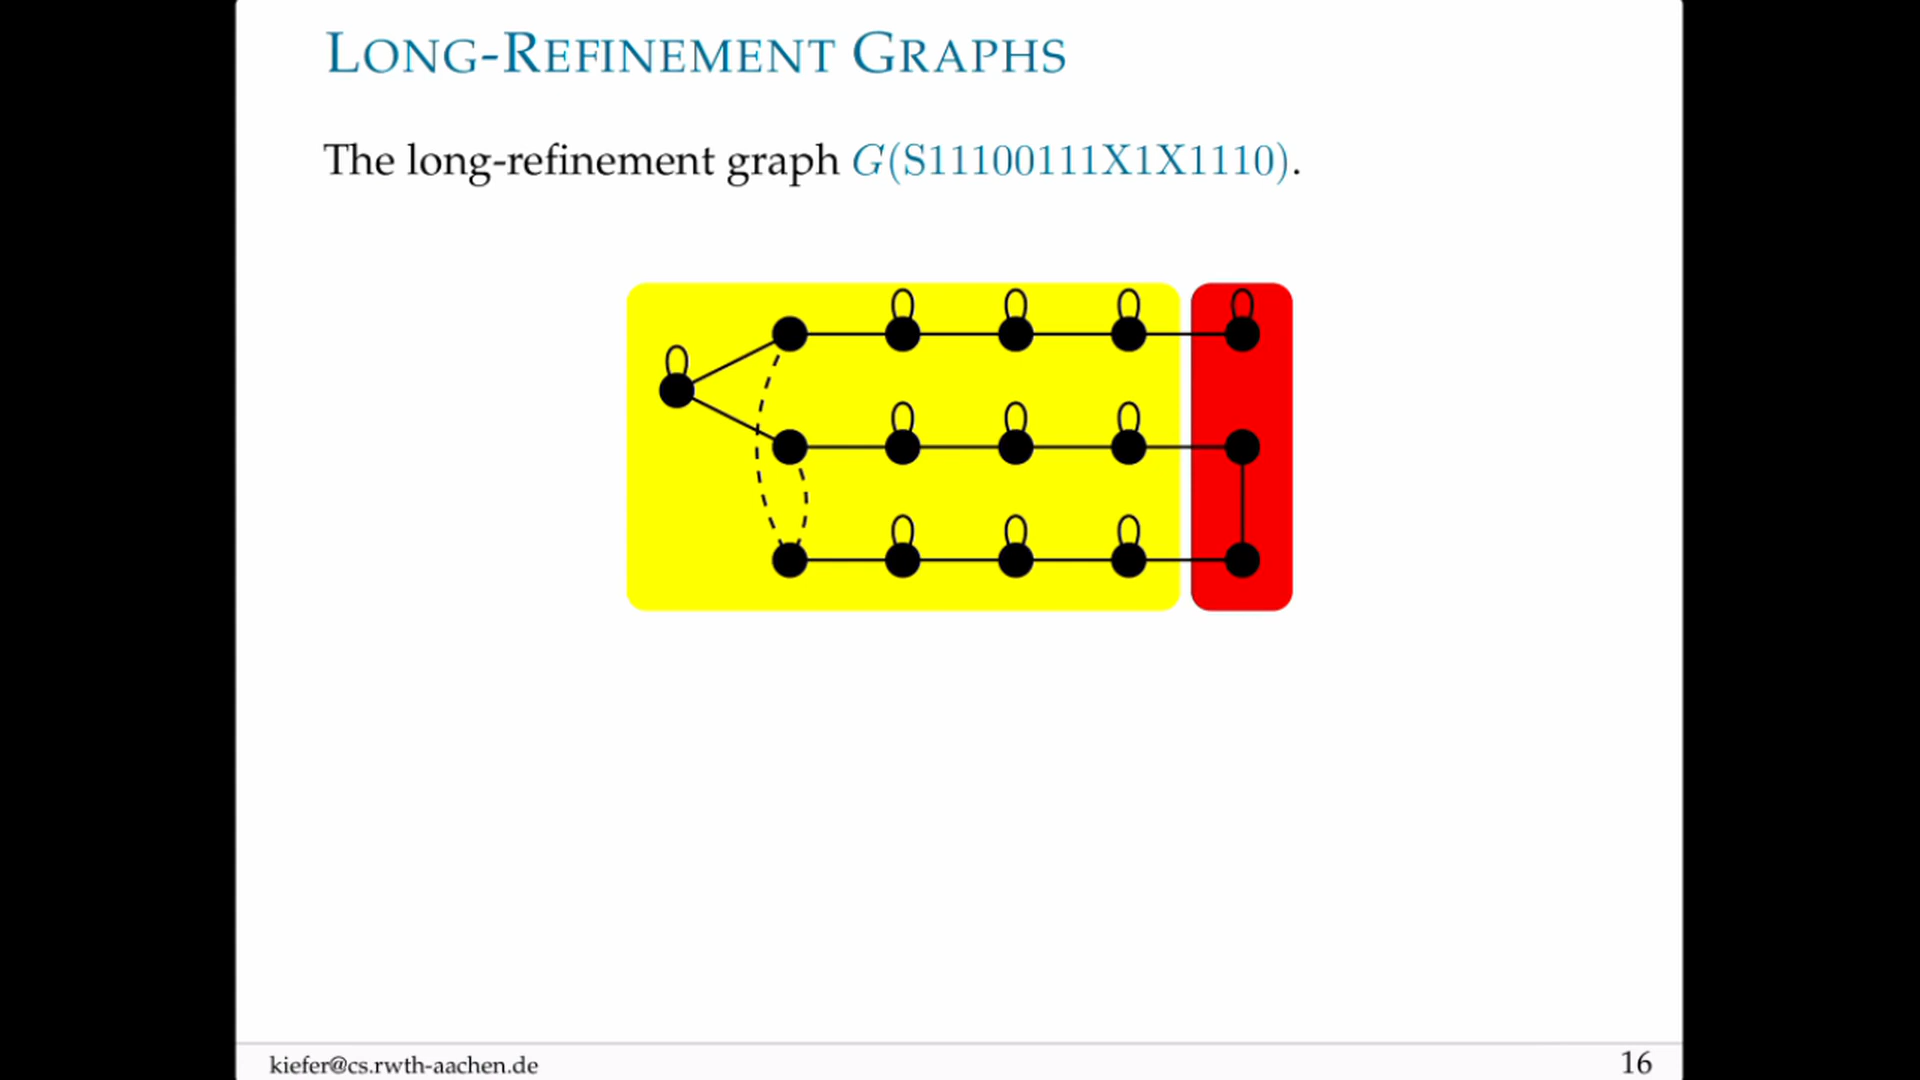 LONG-REFINEMENT GRAPHS
The long-refinement graph G(S11100111X1X1110).
kiefer@cs.rwth-aachen.de
16